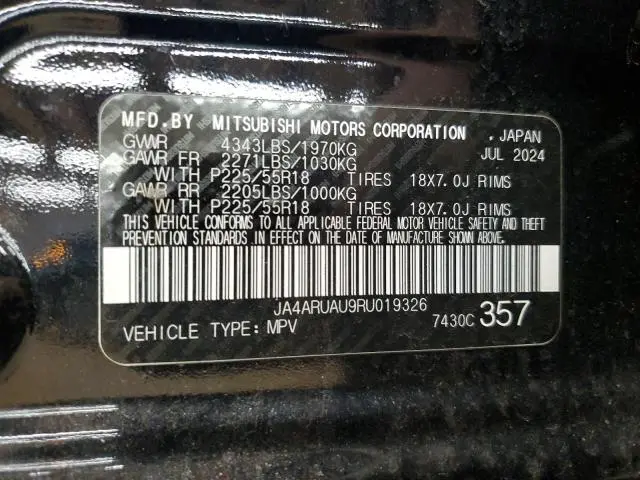 MFD.BY MITSUBISHI MOTORS CORPORATION . JAPAN
GVWR 4343LBS/1970KG JUL 2024
GAWR FR 2271LBS/1030KG
WITH P225/55R18 TIRES 18X7.0J RIMS
GAWR RR 2205LBS/1000KG
WITH P225/55R18 TIRES 18X7.0J RIMS
THIS VEHICLE CONFORMS TO ALL APPLICABLE FEDERAL MOTOR VEHICLE SAFETY AND THEFT
PREVENTION STANDARDS IN EFFECT ON THE DATE OF MANUFACTURE SHOWN ABOVE.
JA4ARUAU9RU019326
VEHICLE TYPE: MPV 7430C 357